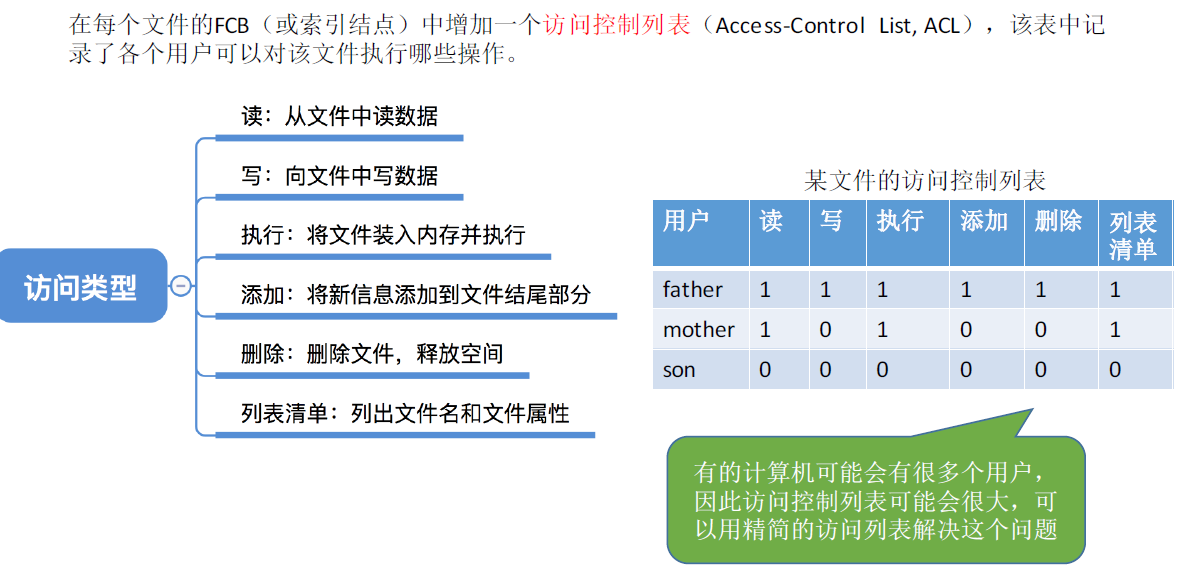 在每个文件的FCB（或索引结点）中增加一个访问控制列表（Access-Control List, ACL），该表中记
录了各个用户可以对该文件执行哪些操作。
访问类型
读：从文件中读数据
写：向文件中写数据
执行：将文件装入内存并执行
添加：将新信息添加到文件结尾部分
删除：删除文件，释放空间
列表清单：列出文件名和文件属性
某文件的访问控制列表
用户 读 写 执行 添加 删除 列表
清单
father 1 1 1 1 1 1
mother 1 0 1 0 0 1
son 0 0 0 0 0 0
有的计算机可能会有很多个用户，
因此访问控制列表可能会很大，可
以用精简的访问列表解决这个问题